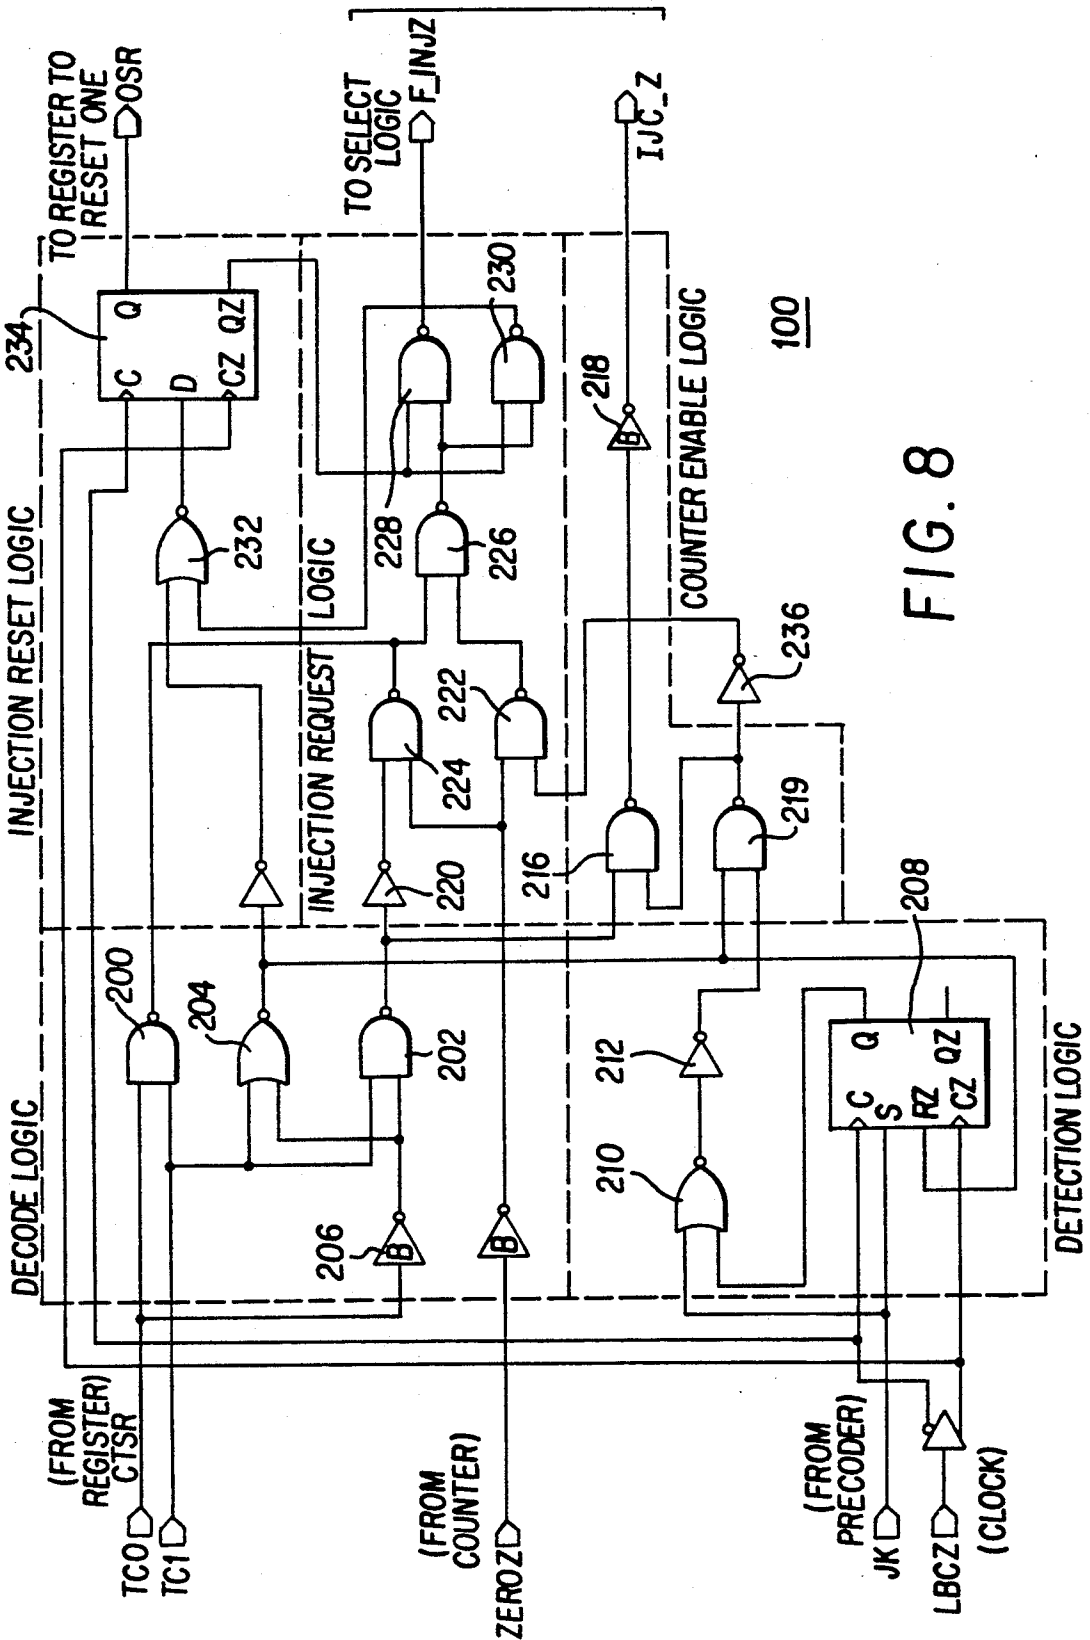 INJECTION RESET LOGIC
234
TO REGISTER TO
RESET ONE
OSR
C
Q
D
CZ
QZ
232
DECODE LOGIC
200
204
202
206
B
B
(FROM
REGISTER)
CTSR
TC0
TC1
(FROM
COUNTER)
ZEROZ
INJECTION REQUEST LOGIC
220
224
222
226
228
230
TO SELECT
LOGIC
F_INJZ
216
218
B
IJC_Z
COUNTER ENABLE LOGIC
219
236
210
212
208
C
S
RZ
CZ
Q
QZ
DETECTION LOGIC
(FROM
PRECODER)
JK
LBCZ
(CLOCK)
100
FIG. 8